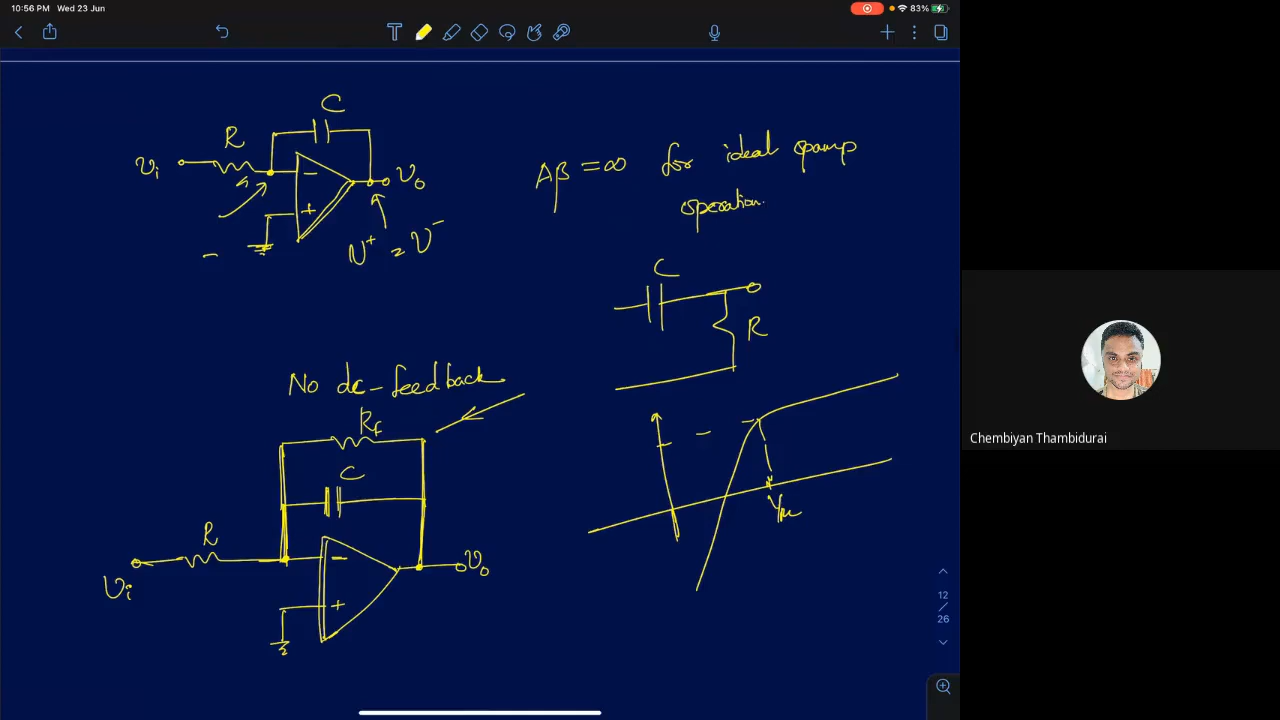 10:56 PM Wed 23 Jun
83%
C
R
Vi
Vo
V⁺ = V⁻
Aβ = ∞ for ideal opamp
operation.
C
R
No dc-feedback
Rf
C
R
Vi
Vo
12
/
26
Chembiyan Thambidurai